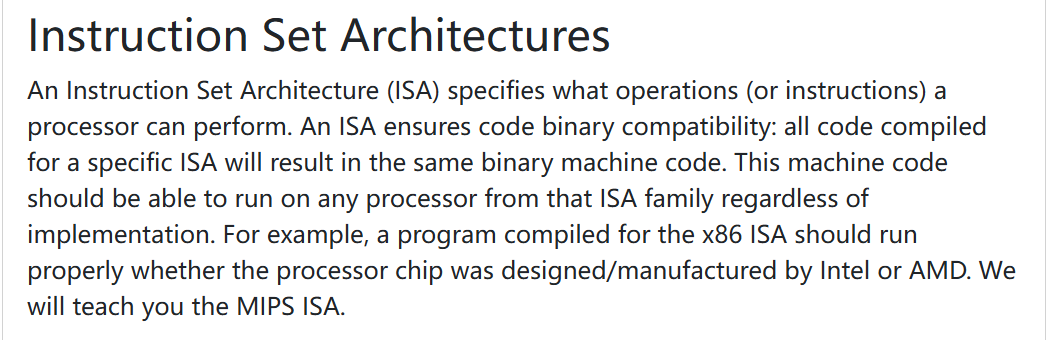 Instruction Set Architectures
An Instruction Set Architecture (ISA) specifies what operations (or instructions) a
processor can perform. An ISA ensures code binary compatibility: all code compiled
for a specific ISA will result in the same binary machine code. This machine code
should be able to run on any processor from that ISA family regardless of
implementation. For example, a program compiled for the x86 ISA should run
properly whether the processor chip was designed/manufactured by Intel or AMD. We
will teach you the MIPS ISA.